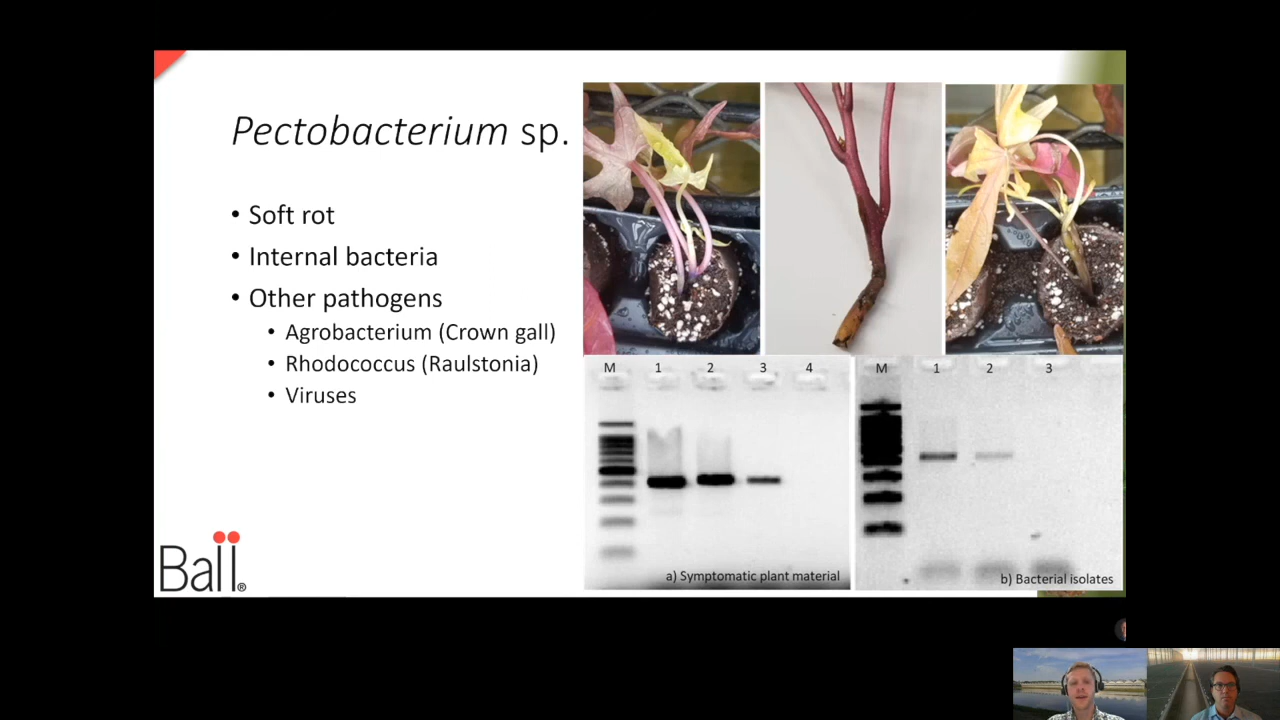 Pectobacterium sp.
• Soft rot
• Internal bacteria
• Other pathogens
• Agrobacterium (Crown gall)
• Rhodococcus (Raulstonia)
• Viruses
M 1 2 3 4
a) Symptomatic plant material
M 1 2 3
b) Bacterial isolates
Ball®